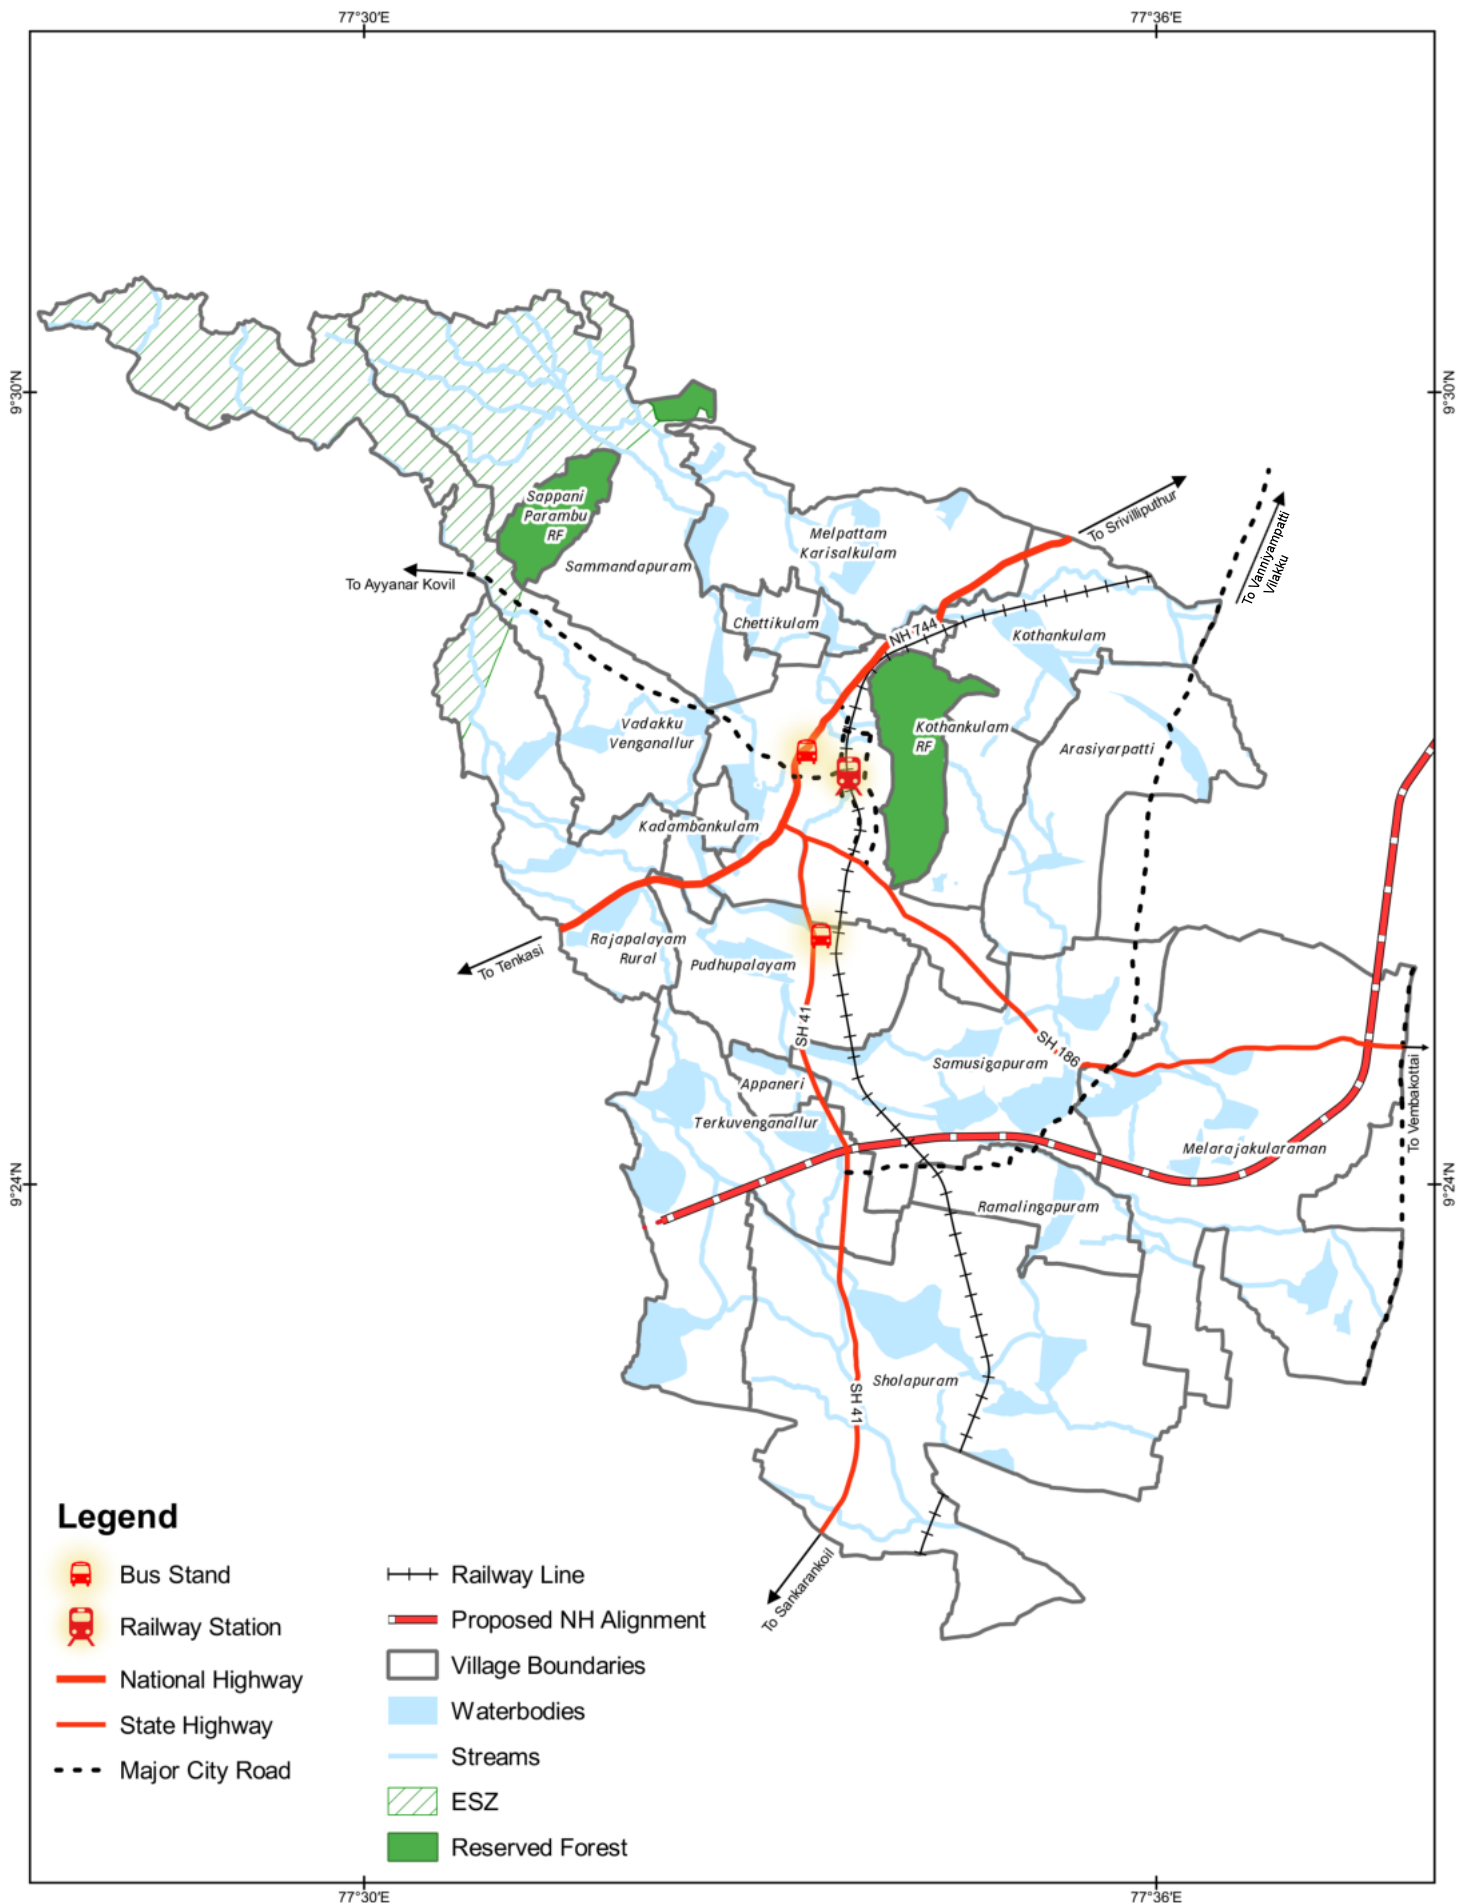 77°30'E
77°36'E
9°30'N
9°30'N
Sappani
Parambu
RF
To Srivilliputhur
To Vanniyampatti
Vilakku
Melpattam
Karisalkulam
Sammandapuram
To Ayyanar Kovil
Chettikulam
NH 744
Kothankulam
Vadakku
Venganallur
Kothankulam
RF
Arasiyarpatti
Kadambankulam
Rajapalayam
Rural
To Tenkasi
Pudhupalayam
SH 41
SH 186
Samusigapuram
Appaneri
Terkuvenganallur
To Vembakottai
Melarajakularaman
9°24'N
9°24'N
Ramalingapuram
Sholapuram
SH 41
To Sankarankoil
Legend
Bus Stand
Railway Station
National Highway
State Highway
Major City Road
Railway Line
Proposed NH Alignment
Village Boundaries
Waterbodies
Streams
ESZ
Reserved Forest
77°30'E
77°36'E